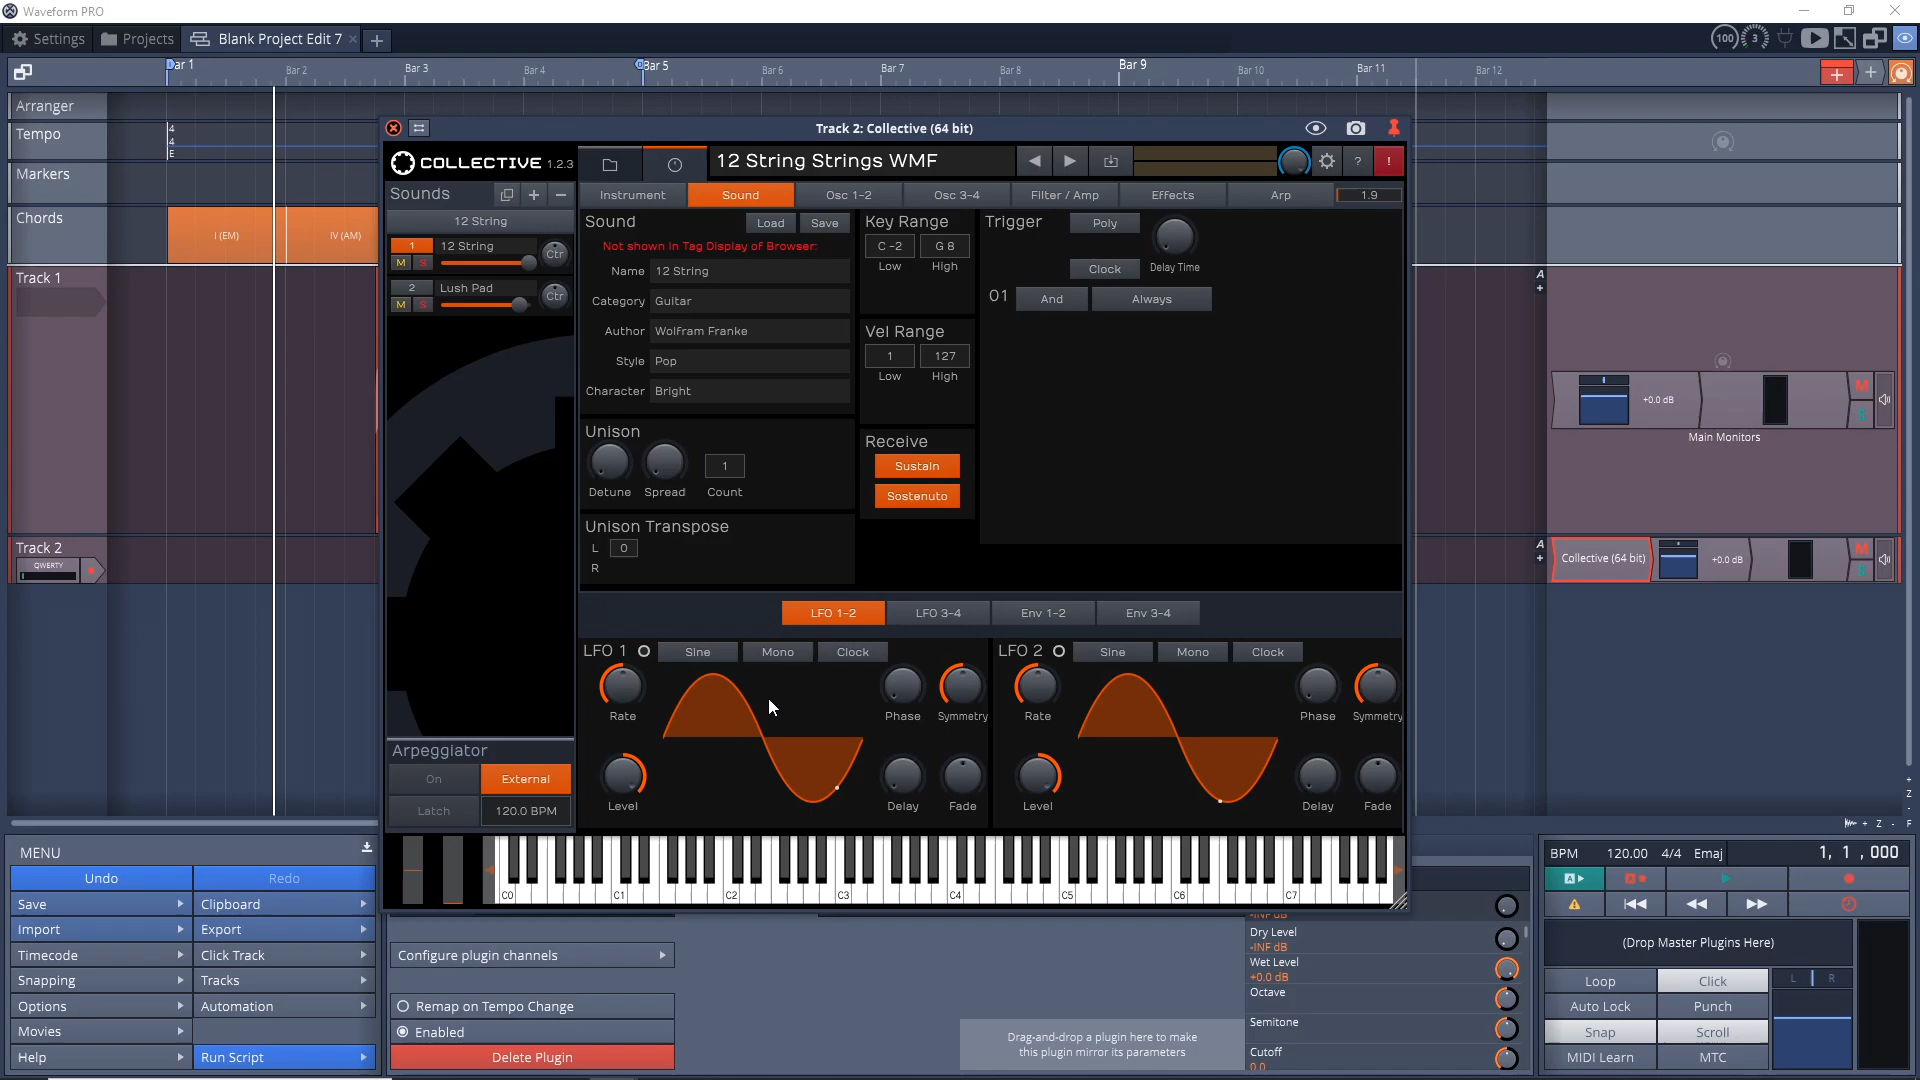 Waveform PRO
Settings
Projects
Blank Project Edit 7
100
3
Bar 1
Bar 2
Bar 3
Bar 4
Bar 5
Bar 6
Bar 7
Bar 8
Bar 9
Bar 10
Bar 11
Bar 12
Arranger
Tempo
4
4
E
Markers
Chords
I (EM)
IV (AM)
Track 1
Track 2
QWERTY
Track 2: Collective (64 bit)
COLLECTIVE 1.2.3
12 String Strings WMF
?
!
Sounds
Instrument
Sound
Osc 1-2
Osc 3-4
Filter / Amp
Effects
Arp
1.9
12 String
1
12 String
M
S
Ctr
2
Lush Pad
M
S
Ctr
Sound
Load
Save
Not shown in Tag Display of Browser:
Name
12 String
Category
Guitar
Author
Wolfram Franke
Style
Pop
Character
Bright
Unison
1
Detune
Spread
Count
Unison Transpose
L
0
R
Key Range
C -2
G 8
Low
High
Vel Range
1
127
Low
High
Receive
Sustain
Sostenuto
Trigger
Poly
Delay Time
Clock
01
And
Always
LFO 1-2
LFO 3-4
Env 1-2
Env 3-4
LFO 1
Sine
Mono
Clock
Rate
Phase
Symmetry
Level
Delay
Fade
LFO 2
Sine
Mono
Clock
Rate
Phase
Symmetry
Level
Delay
Fade
Arpeggiator
On
External
Latch
120.0 BPM
C0
C1
C2
C3
C4
C5
C6
C7
A
+0.0 dB
M
S
Main Monitors
A
Collective (64 bit)
+0.0 dB
M
S
Z
Z
F
MENU
Undo
Redo
Save
Clipboard
Import
Export
Timecode
Click Track
Snapping
Tracks
Options
Automation
Movies
Help
Run Script
Configure plugin channels
Remap on Tempo Change
Enabled
Delete Plugin
Drag-and-drop a plugin here to make
this plugin mirror its parameters
-INF dB
Dry Level
-INF dB
Wet Level
+0.0 dB
Octave
Semitone
Cutoff
0.0
BPM
120.00
4/4
Emaj
1, 1 , 000
A
A
(Drop Master Plugins Here)
Loop
Click
L
R
Auto Lock
Punch
Snap
Scroll
MIDI Learn
MTC